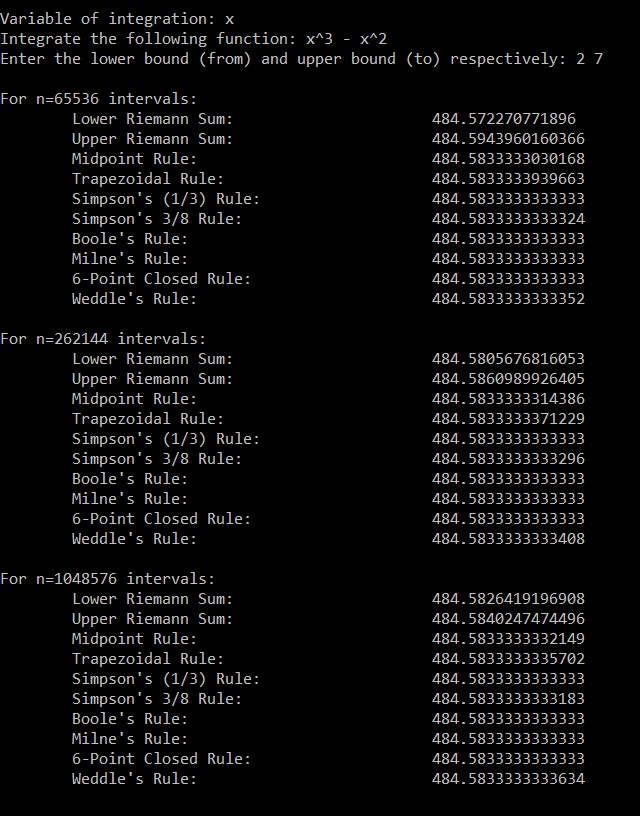 Variable of integration: x
Integrate the following function: x^3 - x^2
Enter the lower bound (from) and upper bound (to) respectively: 2 7
For n=65536 intervals:
Lower Riemann Sum: 484.572270771896
Upper Riemann Sum: 484.5943960160366
Midpoint Rule: 484.5833333030168
Trapezoidal Rule: 484.5833333939663
Simpson's (1/3) Rule: 484.5833333333333
Simpson's 3/8 Rule: 484.5833333333324
Boole's Rule: 484.5833333333333
Milne's Rule: 484.5833333333333
6-Point Closed Rule: 484.5833333333333
Weddle's Rule: 484.5833333333352
For n=262144 intervals:
Lower Riemann Sum: 484.5805676816053
Upper Riemann Sum: 484.5860989926405
Midpoint Rule: 484.5833333314386
Trapezoidal Rule: 484.5833333371229
Simpson's (1/3) Rule: 484.5833333333333
Simpson's 3/8 Rule: 484.5833333333296
Boole's Rule: 484.5833333333333
Milne's Rule: 484.5833333333333
6-Point Closed Rule: 484.5833333333333
Weddle's Rule: 484.5833333333408
For n=1048576 intervals:
Lower Riemann Sum: 484.5826419196908
Upper Riemann Sum: 484.5840247474496
Midpoint Rule: 484.5833333332149
Trapezoidal Rule: 484.5833333335702
Simpson's (1/3) Rule: 484.5833333333333
Simpson's 3/8 Rule: 484.5833333333183
Boole's Rule: 484.5833333333333
Milne's Rule: 484.5833333333333
6-Point Closed Rule: 484.5833333333333
Weddle's Rule: 484.5833333333634